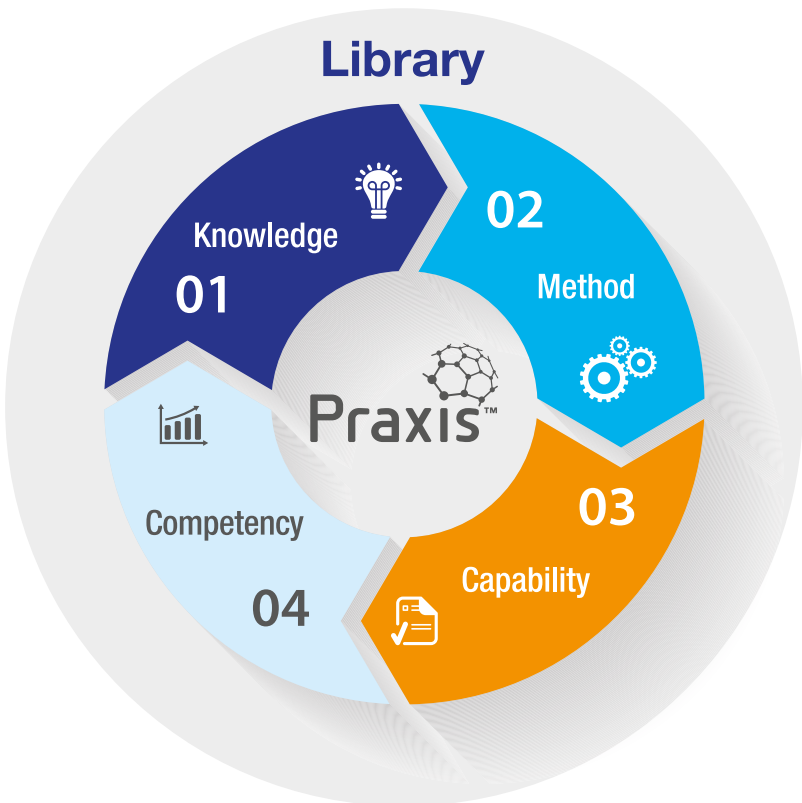 Library
Knowledge
01
02
Method
Praxis™
03
Capability
Competency
04